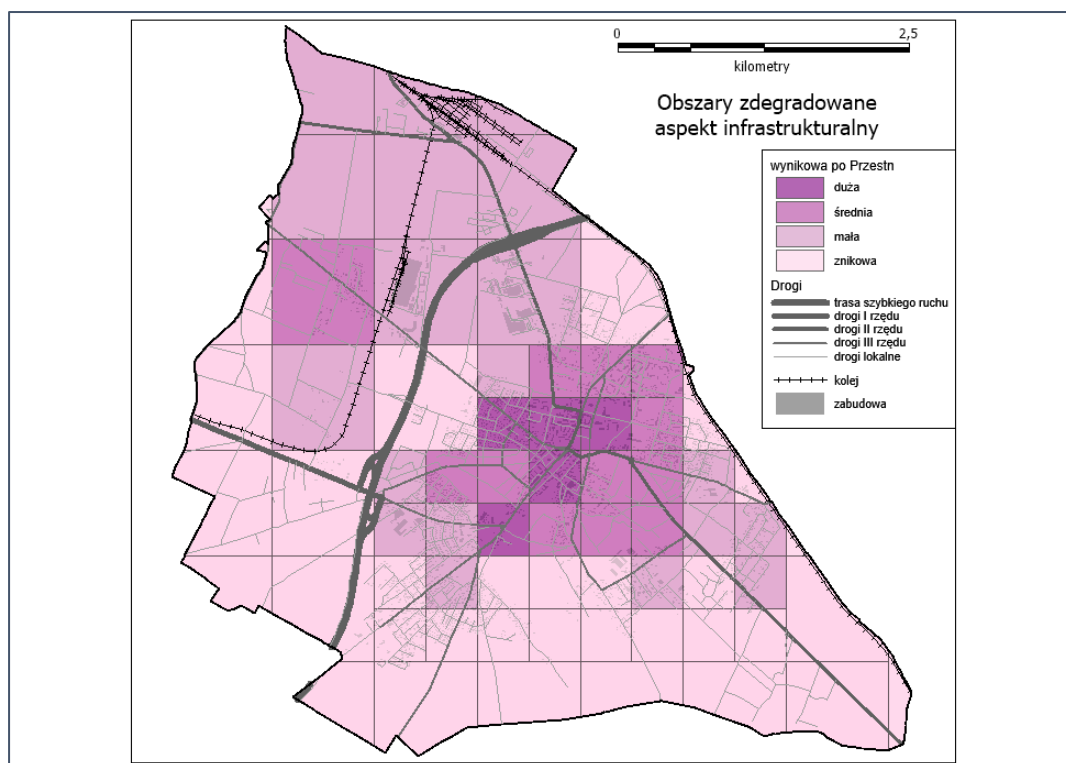 0 2,5
kilometry
Obszary zdegradowane
aspekt infrastrukturalny
wynikowa po Przestn
duża
średnia
mała
znikowa
Drogi
trasa szybkiego ruchu
drogi I rzędu
drogi II rzędu
drogi III rzędu
drogi lokalne
kolej
zabudowa